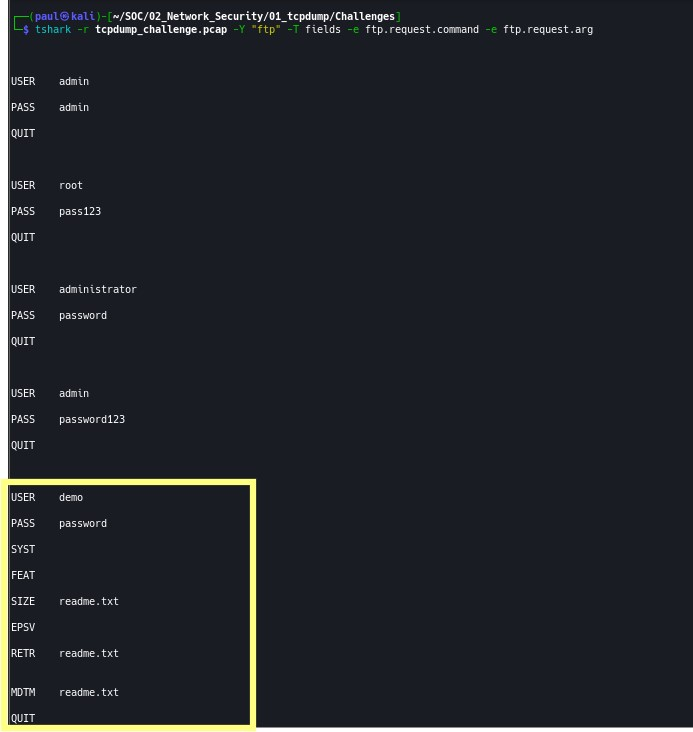 (paul㉿kali)-[~/SOC/02_Network_Security/01_tcpdump/Challenges]
$ tshark -r tcpdump_challenge.pcap -Y "ftp" -T fields -e ftp.request.command -e ftp.request.arg
USER admin
PASS admin
QUIT
USER root
PASS pass123
QUIT
USER administrator
PASS password
QUIT
USER admin
PASS password123
QUIT
USER demo
PASS password
SYST
FEAT
SIZE readme.txt
EPSV
RETR readme.txt
MDTM readme.txt
QUIT